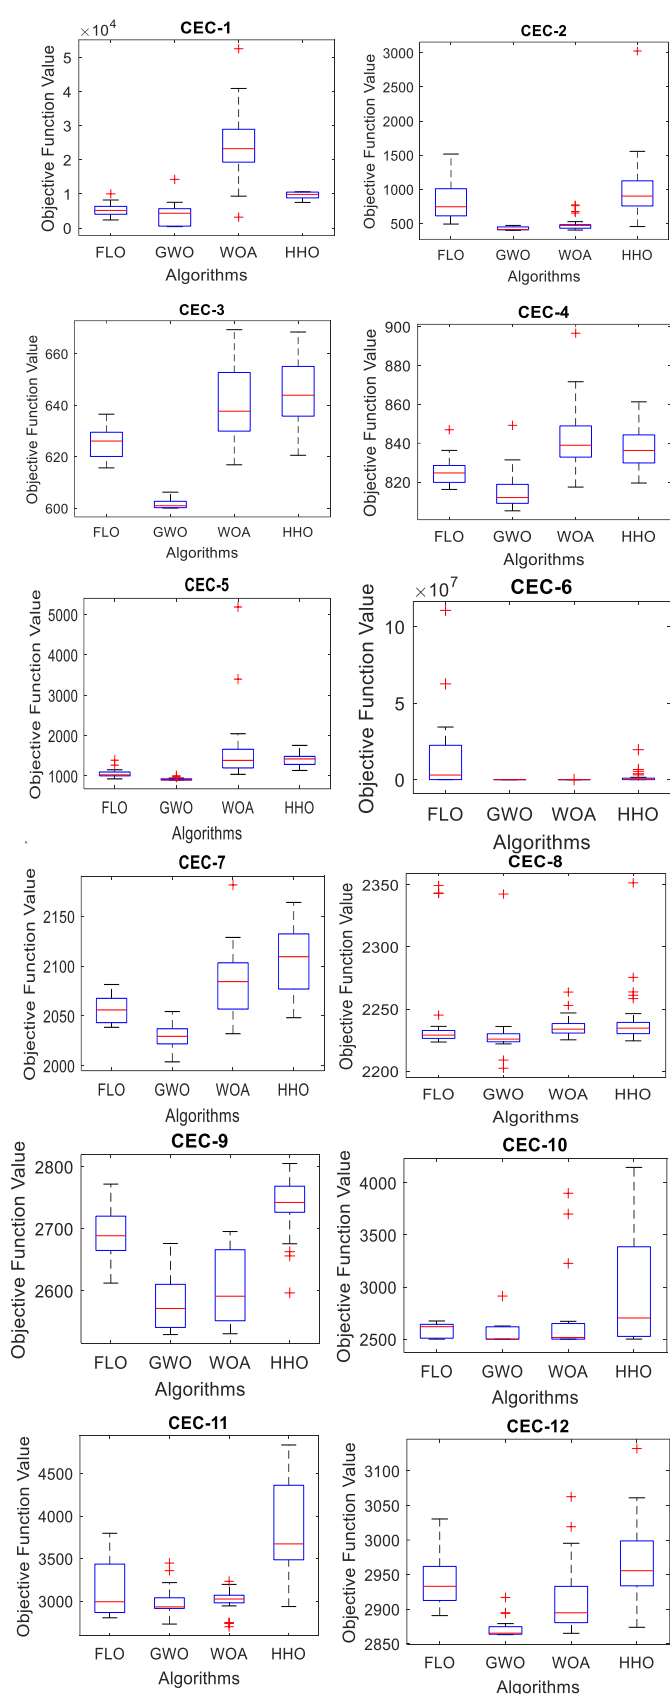 CEC-1
×10^4
5
4
3
2
1
0
Objective Function Value
FLO GWO WOA HHO
Algorithms
CEC-2
3000
2500
2000
1500
1000
500
Objective Function Value
FLO GWO WOA HHO
Algorithms
CEC-3
660
640
620
600
Objective Function Value
FLO GWO WOA HHO
Algorithms
CEC-4
900
880
860
840
820
Objective Function Value
FLO GWO WOA HHO
Algorithms
CEC-5
5000
4000
3000
2000
1000
Objective Function Value
FLO GWO WOA HHO
Algorithms
CEC-6
×10^7
10
5
0
Objective Function Value
FLO GWO WOA HHO
Algorithms
CEC-7
2150
2100
2050
2000
Objective Function Value
FLO GWO WOA HHO
Algorithms
CEC-8
2350
2300
2250
2200
Objective Function Value
FLO GWO WOA HHO
Algorithms
CEC-9
2800
2700
2600
Objective Function Value
FLO GWO WOA HHO
Algorithms
CEC-10
4000
3500
3000
2500
Objective Function Value
FLO GWO WOA HHO
Algorithms
CEC-11
4500
4000
3500
3000
Objective Function Value
FLO GWO WOA HHO
Algorithms
CEC-12
3100
3050
3000
2950
2900
2850
Objective Function Value
FLO GWO WOA HHO
Algorithms